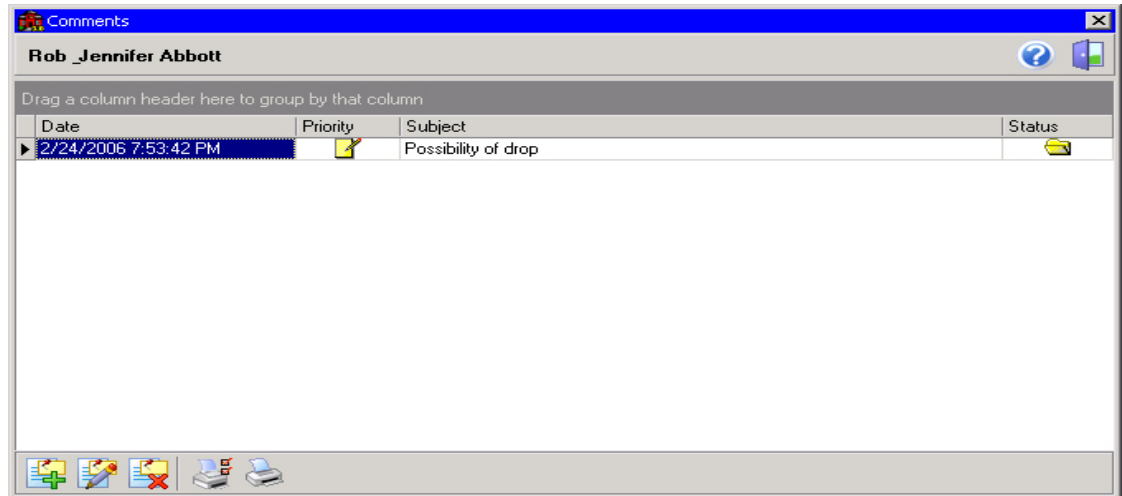 Comments
Rob _Jennifer Abbott
Drag a column header here to group by that column
Date Priority Subject Status
2/24/2006 7:53:42 PM Possibility of drop